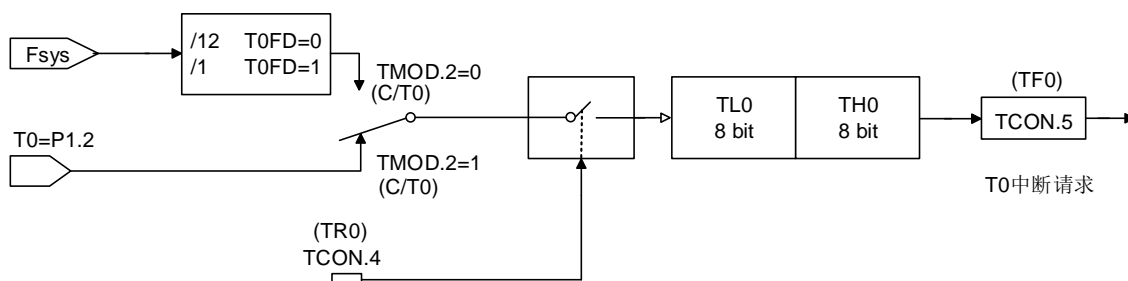 Fsys
/12 T0FD=0
/1 T0FD=1
TMOD.2=0
(C/T0)
T0=P1.2
TMOD.2=1
(C/T0)
(TR0)
TCON.4
TL0
8 bit
TH0
8 bit
(TF0)
TCON.5
T0中断请求